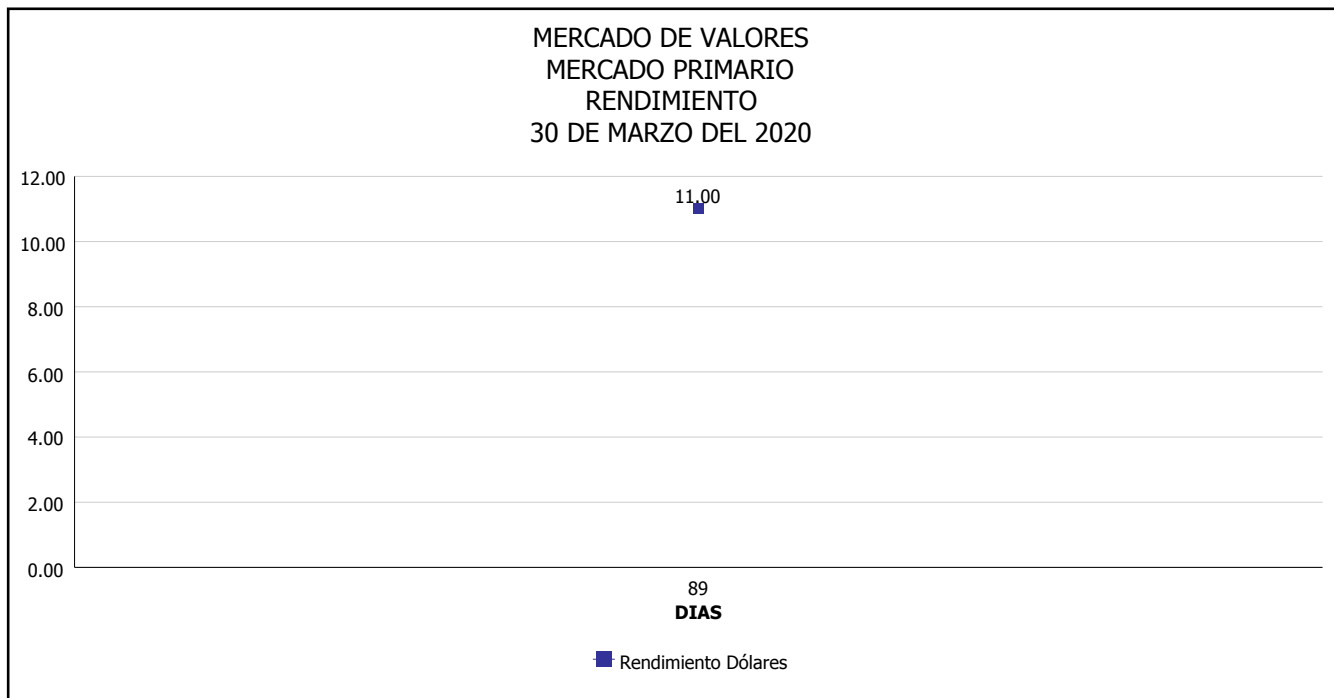 MERCADO DE VALORES
MERCADO PRIMARIO
RENDIMIENTO
30 DE MARZO DEL 2020
12.00
11.00
10.00
8.00
6.00
4.00
2.00
0.00
89
DIAS
Rendimiento Dólares